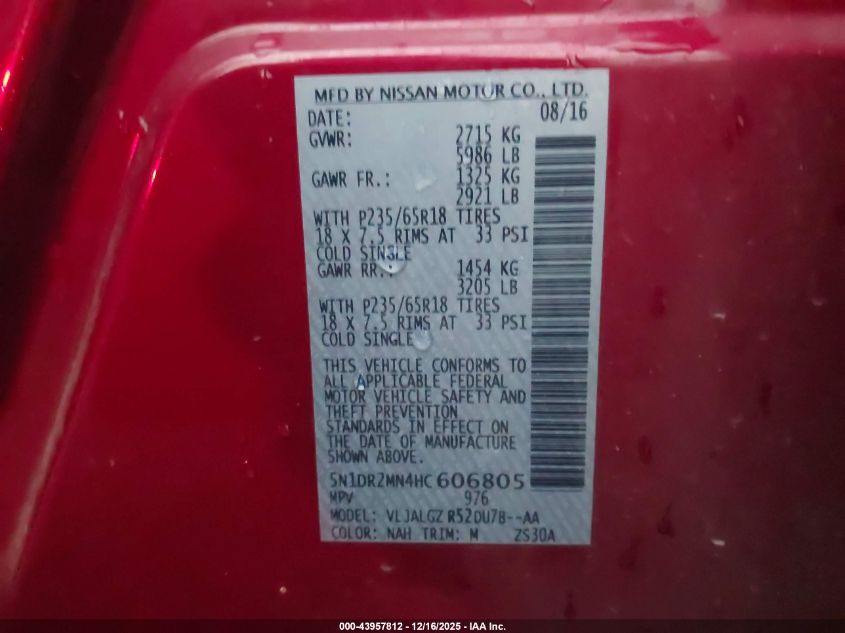 MFD BY NISSAN MOTOR CO., LTD.
DATE: 08/16
GVWR: 2715 KG
5986 LB
GAWR FR.: 1325 KG
2921 LB
WITH P235/65R18 TIRES
18 X 7.5 RIMS AT 33 PSI
COLD SINGLE
GAWR RR.: 1454 KG
3205 LB
WITH P235/65R18 TIRES
18 X 7.5 RIMS AT 33 PSI
COLD SINGLE
THIS VEHICLE CONFORMS TO
ALL APPLICABLE FEDERAL
MOTOR VEHICLE SAFETY AND
THEFT PREVENTION
STANDARDS IN EFFECT ON
THE DATE OF MANUFACTURE
SHOWN ABOVE.
5N1DR2MN4HC606805
MPV 976
MODEL: VLJALGZ R52DU7B--AA
COLOR: NAH TRIM: M ZS30A
000-43957812 - 12/16/2025 - IAA Inc.